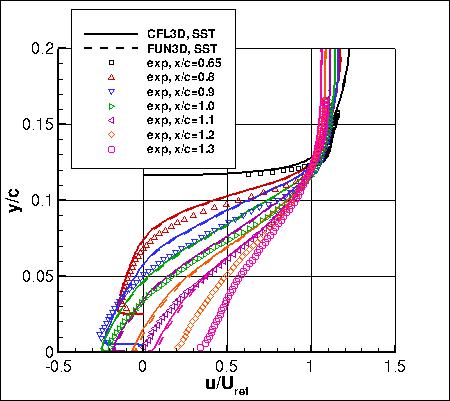 CFL3D, SST
FUN3D, SST
exp, x/c=0.65
exp, x/c=0.8
exp, x/c=0.9
exp, x/c=1.0
exp, x/c=1.1
exp, x/c=1.2
exp, x/c=1.3
0.2
0.15
0.1
0.05
0
y/c
-0.5
0
0.5
1
1.5
u/Uref